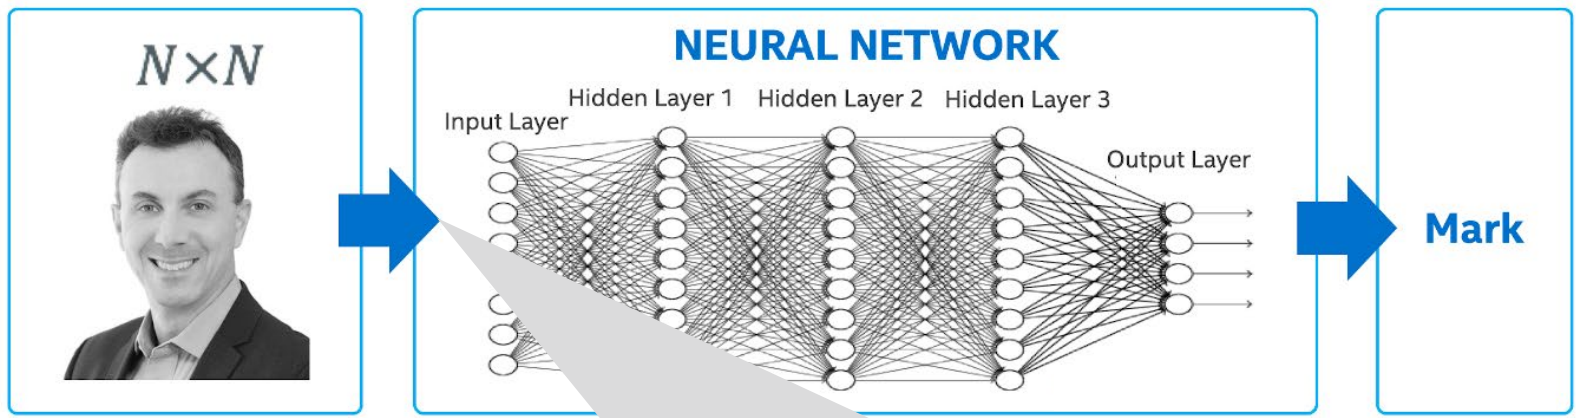 N×N
NEURAL NETWORK
Hidden Layer 1 Hidden Layer 2 Hidden Layer 3
Input Layer
Output Layer
Mark